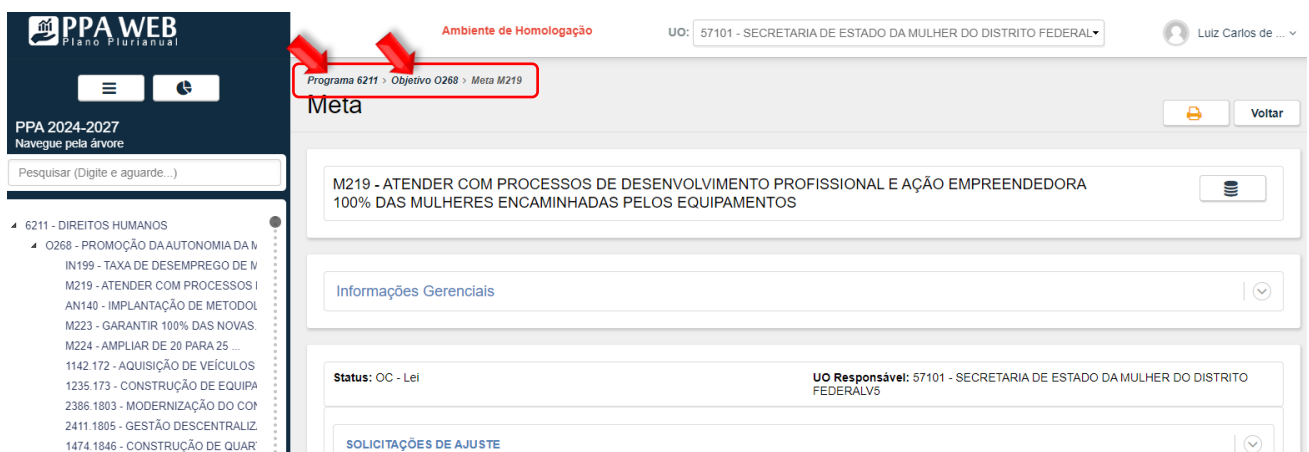 PPA WEB
Plano Plurianual
Ambiente de Homologação
UO: 57101 - SECRETARIA DE ESTADO DA MULHER DO DISTRITO FEDERAL
Luiz Carlos de ...
Programa 6211 > Objetivo O268 > Meta M219
Meta
Voltar
PPA 2024-2027
Navegue pela árvore
Pesquisar (Digite e aguarde...)
M219 - ATENDER COM PROCESSOS DE DESENVOLVIMENTO PROFISSIONAL E AÇÃO EMPREENDEDORA
100% DAS MULHERES ENCAMINHADAS PELOS EQUIPAMENTOS
6211 - DIREITOS HUMANOS
O268 - PROMOÇÃO DA AUTONOMIA DA M
IN199 - TAXA DE DESEMPREGO DE M
M219 - ATENDER COM PROCESSOS
AN140 - IMPLANTAÇÃO DE METODOL
M223 - GARANTIR 100% DAS NOVAS.
M224 - AMPLIAR DE 20 PARA 25 ...
1142.172 - AQUISIÇÃO DE VEÍCULOS
1235.173 - CONSTRUÇÃO DE EQUIPA
2386.1803 - MODERNIZAÇÃO DO CON
2411.1805 - GESTÃO DESCENTRALIZ.
1474.1846 - CONSTRUÇÃO DE QUAR
Informações Gerenciais
Status: OC - Lei
UO Responsável: 57101 - SECRETARIA DE ESTADO DA MULHER DO DISTRITO
FEDERALV5
SOLICITAÇÕES DE AJUSTE